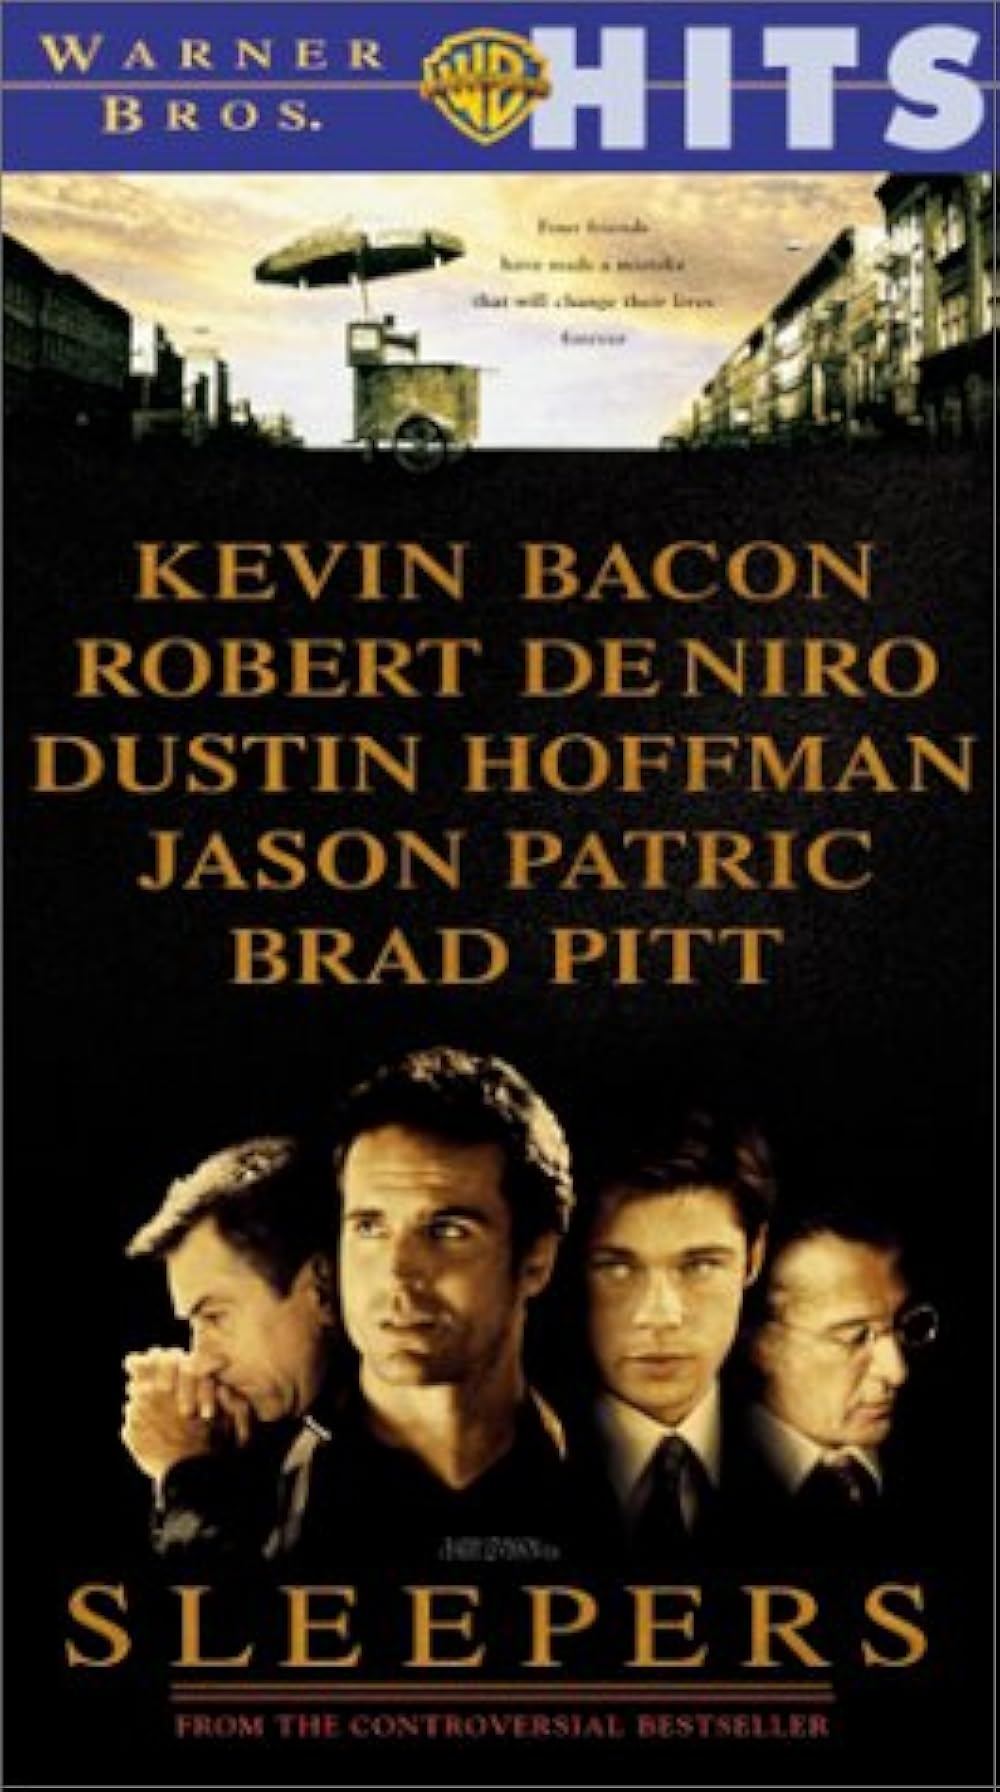 WARNER
BROS.
HITS
Four friends
have made a mistake
that will change their lives
forever
KEVIN BACON
ROBERT DE NIRO
DUSTIN HOFFMAN
JASON PATRIC
BRAD PITT
SLEEPERS
FROM THE CONTROVERSIAL BESTSELLER